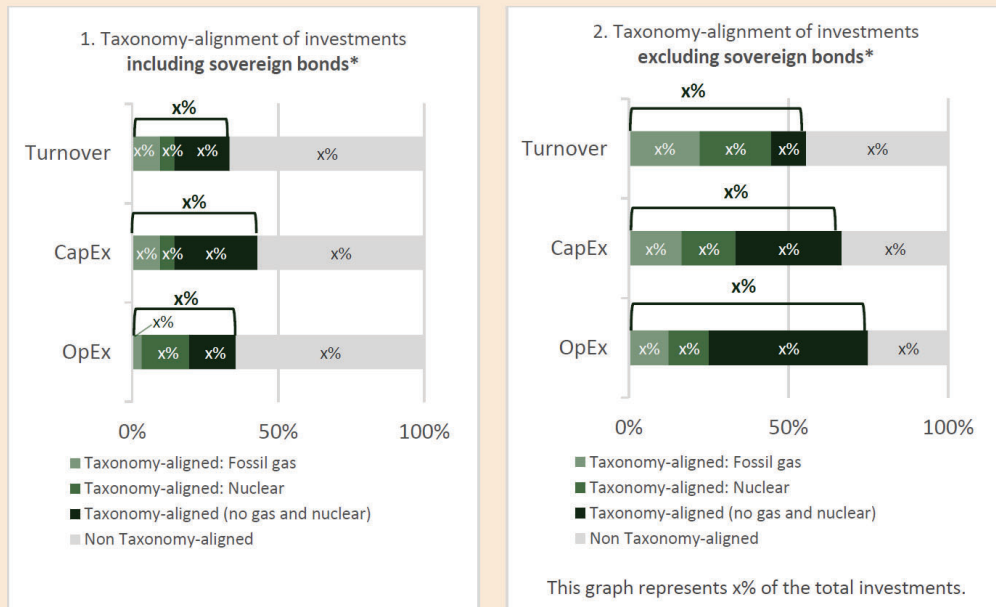 1. Taxonomy-alignment of investments
including sovereign bonds*
x%
Turnover
x% x% x% x%
x%
CapEx
x% x% x% x%
x%
x%
OpEx
x% x% x%
0% 50% 100%
Taxonomy-aligned: Fossil gas
Taxonomy-aligned: Nuclear
Taxonomy-aligned (no gas and nuclear)
Non Taxonomy-aligned
2. Taxonomy-alignment of investments
excluding sovereign bonds*
x%
Turnover
x% x% x% x%
x%
CapEx
x% x% x% x%
x%
OpEx
x% x% x% x%
0% 50% 100%
Taxonomy-aligned: Fossil gas
Taxonomy-aligned: Nuclear
Taxonomy-aligned (no gas and nuclear)
Non Taxonomy-aligned
This graph represents x% of the total investments.